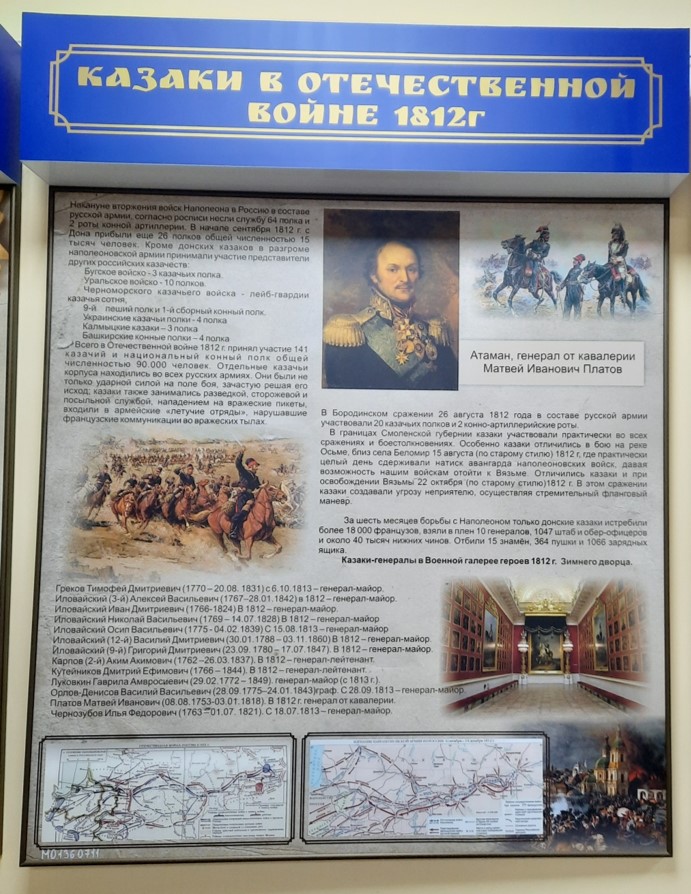 КАЗАКИ В ОТЕЧЕСТВЕННОЙ
ВОЙНЕ 1812г
Накануне вторжения войск Наполеона в Россию в составе
русской армии, согласно росписи несли службу 64 полка и
2 роты конной артиллерии. В начале сентября 1812 г. с
Дона прибыли еще 26 полков общей численностью 15
тысяч человек. Кроме донских казаков в разгроме
наполеоновской армии принимали участие представители
других российских казачеств:
Бугское войско - 3 казачьих полка.
Уральское войско - 10 полков.
Черноморского казачьего войска - лейб-гвардии
казачья сотня,
9-й пеший полк и 1-й сборный конный полк.
Украинские казачьи полки - 4 полка
Калмыцкие казаки – 3 полка
Башкирские конные полки – 4 полка
Всего в Отечественной войне 1812 г. принял участие 141
казачий и национальный конный полк общей
численностью 90.000 человек. Отдельные казачьи
корпуса находились во всех русских армиях. Они были не
только ударной силой на поле боя, зачастую решая его
исход; казаки также занимались разведкой, сторожевой и
посыльной службой, нападению на вражеские пикеты,
входили в армейские «летучие отряды», нарушавшие
французские коммуникации во вражеских тылах.
Атаман, генерал от кавалерии
Матвей Иванович Платов
В Бородинском сражении 26 августа 1812 года в составе русской армии
участвовали 20 казачьих полков и 2 конно-артиллерийские роты.
В границах Смоленской губернии казаки участвовали практически во всех
сражениях и боестолкновениях. Особенно казаки отличились в бою на реке
Осьме, близ села Беломир 15 августа (по старому стилю) 1812 г, где практически
целый день сдерживали натиск авангарда наполеоновских войск, давая
возможность нашим войскам отойти к Вязьме. Отличились казаки и при
освобождении Вязьмы 22 октября (по старому стилю)1812 г. В этом сражении
казаки создавали угрозу неприятелю, осуществляя стремительный фланговый
маневр.
За шесть месяцев борьбы с Наполеоном только донские казаки истребили
более 18 000 французов, взяли в плен 10 генералов, 1047 штаб и обер-офицеров
и около 40 тысяч нижних чинов. Отбили 15 знамён, 364 пушки и 1066 зарядных
ящика.
Казаки-генералы в Военной галерее героев 1812 г. Зимнего дворца.
Греков Тимофей Дмитриевич (1770 – 20.08. 1831) с 6.10.1813 – генерал-майор.
Иловайский (3-й) Алексей Васильевич (1767–28.01. 1842) в 1812 – генерал-майор.
Иловайский Иван Дмитриевич (1766-1824) В 1812 – генерал-майор.
Иловайский Николай Васильевич (1769 – 14.07. 1828) В 1812 – генерал-майор
Иловайский Осип Васильевич (1775 - 04.02. 1839) С 15.08.1813 – генерал-майор
Иловайский (12-й) Василий Дмитриевич (30.01.1788 – 03.11.1860) В 1812 – генерал-майор.
Иловайский (9-й) Григорий Дмитриевич (23.09. 1780 – 17.07. 1847). В 1812 – генерал-майор.
Карпов (2-й) Аким Акимович (1762 –26.03. 1837). В 1812 – генерал-лейтенант.
Кутейников Дмитрий Ефимович (1766 – 1844). В 1812 – генерал-лейтенант.
Луковкин Гаврила Амвросиевич (29.02.1772 – 1849). генерал-майор (с 1813 г.).
Орлов-Денисов Василий Васильевич (28.09.1775–24.01.1843)граф. С 28.09.1813 – генерал-майор.
Платов Матвей Иванович (08.08.1753-03.01.1818). В 1812 г. генерал от кавалерии.
Чернозубов Илья Федорович (1763 – 01.07. 1821). С 18.07.1813 – генерал-майор.